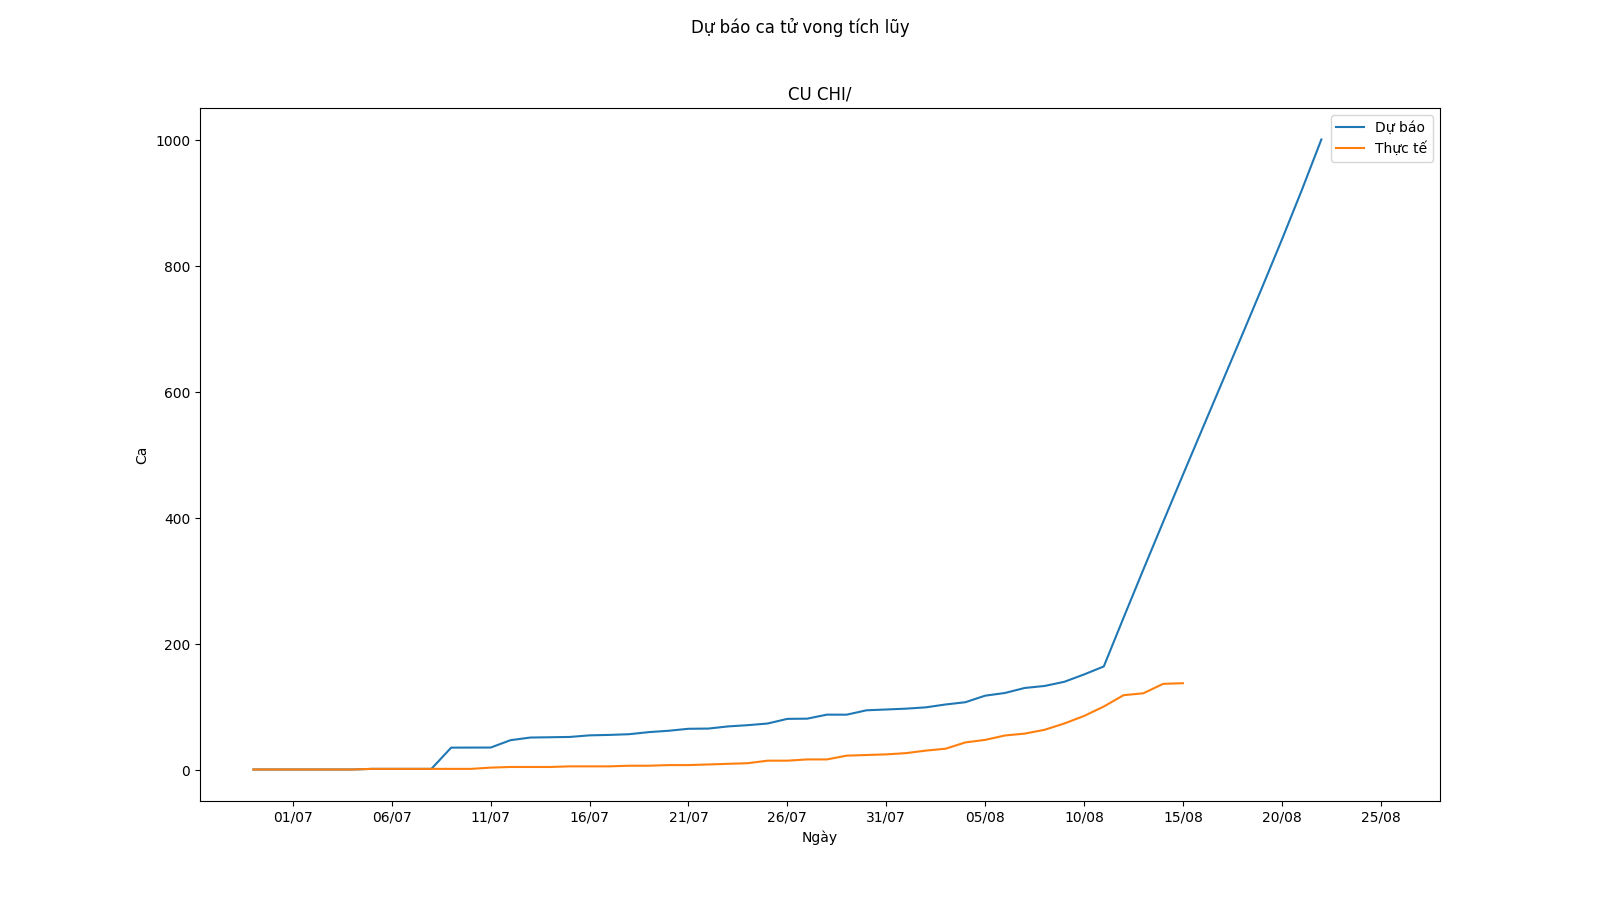 Dự báo ca tử vong tích lũy
CU CHI/
Dự báo
Thực tế
1000
800
600
400
200
0
Ca
01/07 06/07 11/07 16/07 21/07 26/07 31/07 05/08 10/08 15/08 20/08 25/08
Ngày